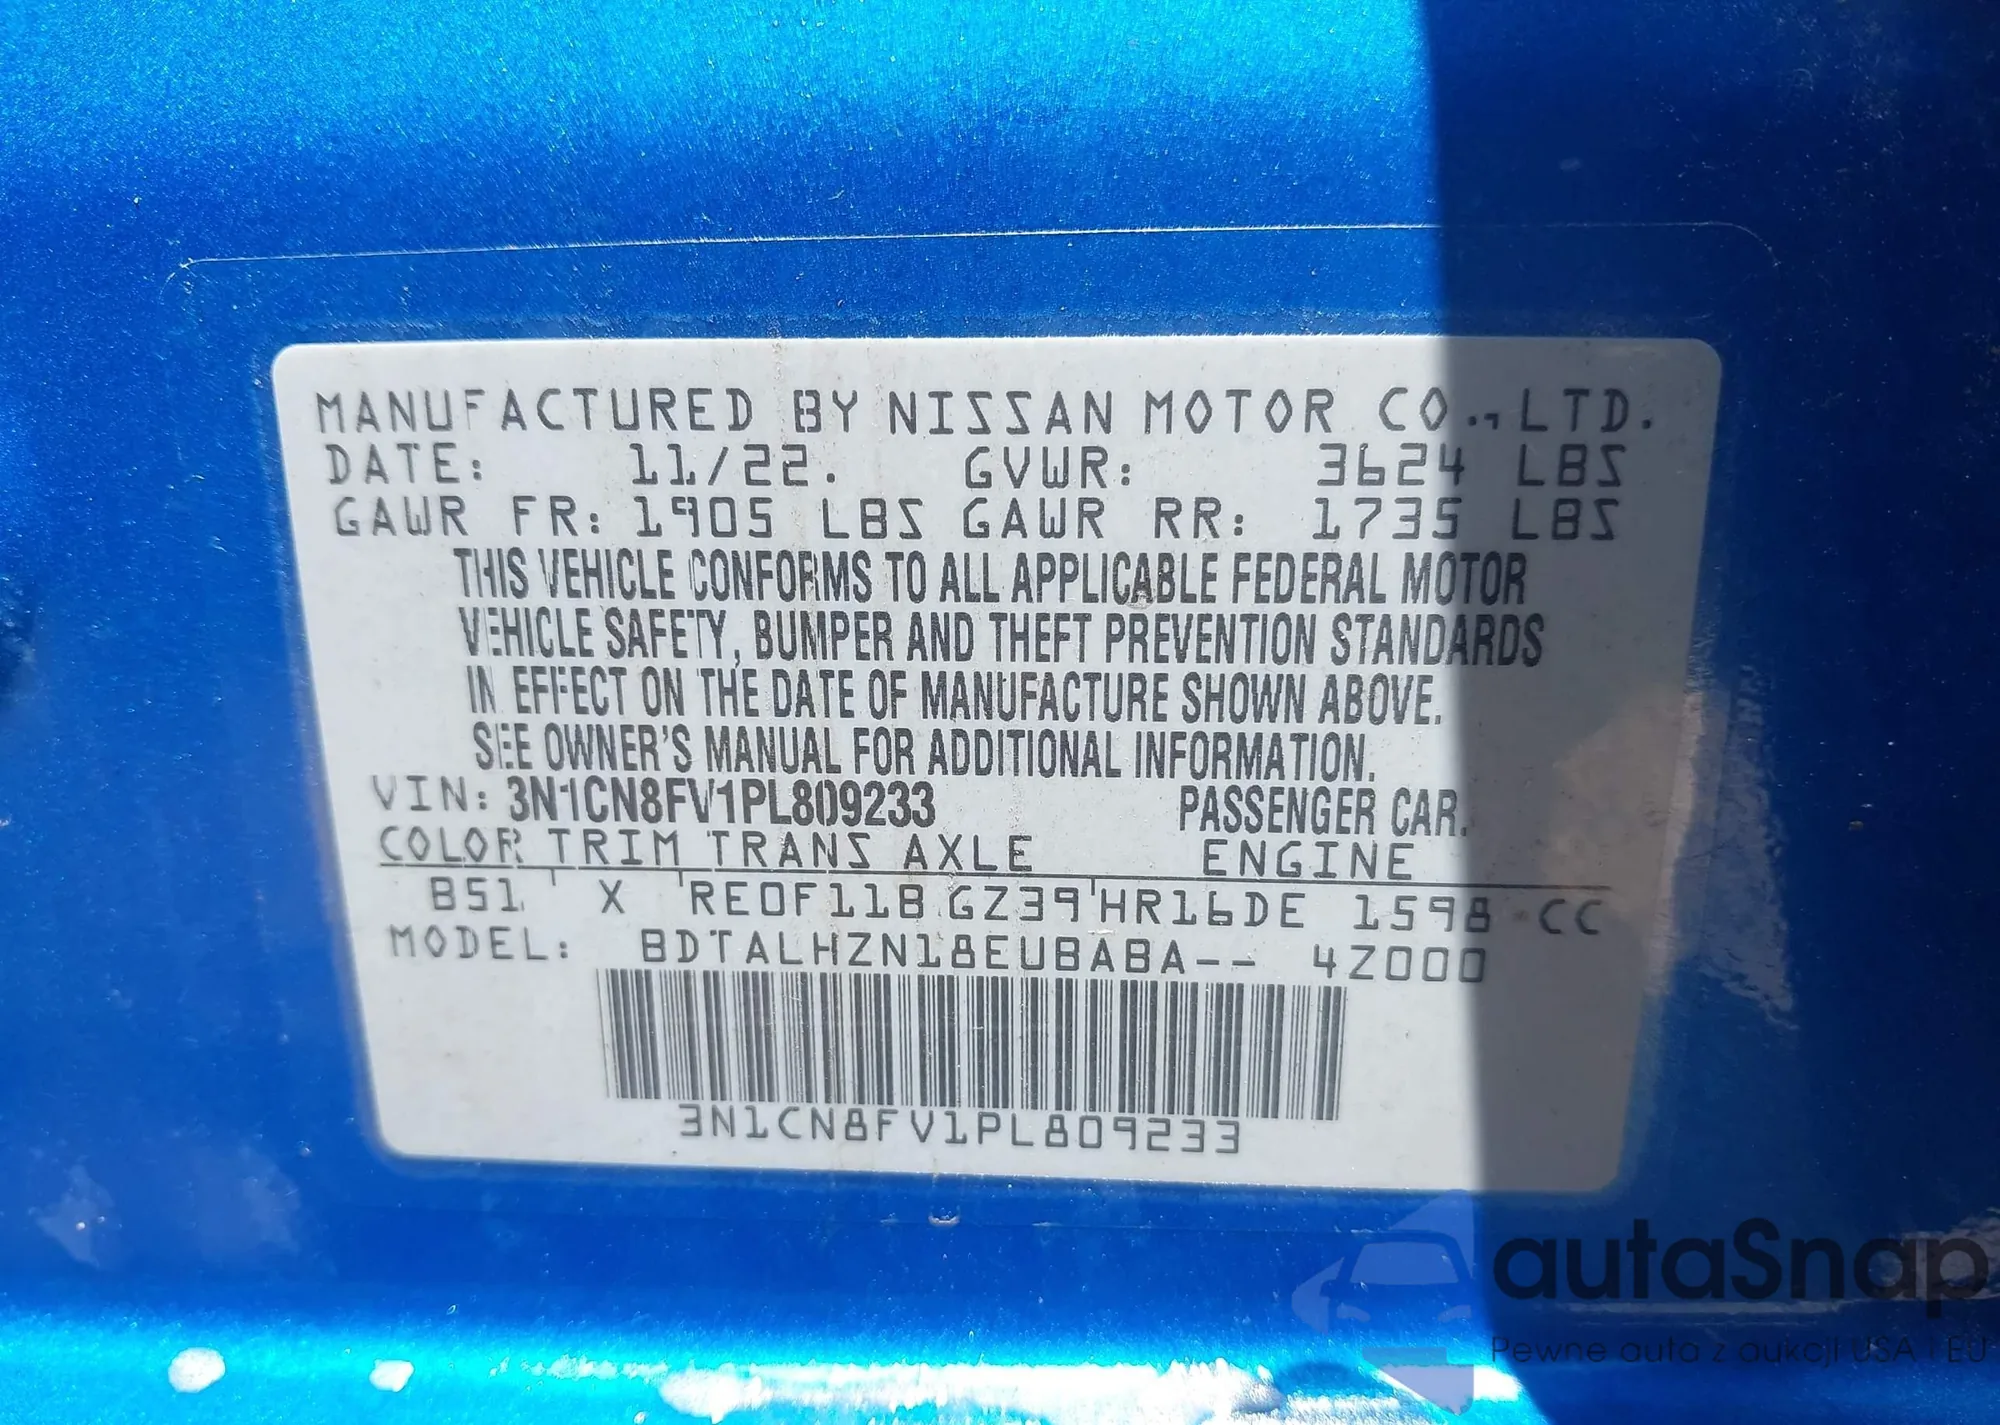 MANUFACTURED BY NISSAN MOTOR CO., LTD.
DATE: 11/22. GVWR: 3624 LBS
GAWR FR: 1905 LBS GAWR RR: 1735 LBS
THIS VEHICLE CONFORMS TO ALL APPLICABLE FEDERAL MOTOR
VEHICLE SAFETY, BUMPER AND THEFT PREVENTION STANDARDS
IN EFFECT ON THE DATE OF MANUFACTURE SHOWN ABOVE.
SEE OWNER'S MANUAL FOR ADDITIONAL INFORMATION.
VIN: 3N1CN8FV1PL809233 PASSENGER CAR.
COLOR TRIM TRANS AXLE ENGINE
B51 X RE0F11B GZ39 HR16DE 1598 CC
MODEL: BDTALHZN18EUBABA-- 4Z000
3N1CN8FV1PL809233
autaSnap
Pewne auta z aukcji USA i EU